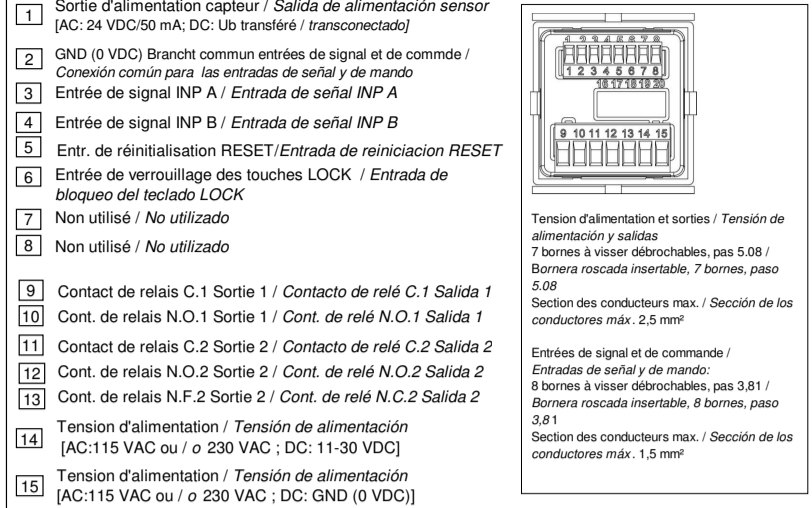 1 Sortie d'alimentation capteur / Salida de alimentación sensor
[AC: 24 VDC/50 mA; DC: Ub transféré / transconectado]
2 GND (0 VDC) Brancht commun entrées de signal et de commde /
Conexión común para las entradas de señal y de mando
3 Entrée de signal INP A / Entrada de señal INP A
4 Entrée de signal INP B / Entrada de señal INP B
5 Entr. de réinitialisation RESET/Entrada de reiniciacion RESET
6 Entrée de verrouillage des touches LOCK / Entrada de
bloqueo del teclado LOCK
7 Non utilisé / No utilizado
8 Non utilisé / No utilizado
9 Contact de relais C.1 Sortie 1 / Contacto de relé C.1 Salida 1
10 Cont. de relais N.O.1 Sortie 1 / Cont. de relé N.O.1 Salida 1
11 Contact de relais C.2 Sortie 2 / Contacto de relé C.2 Salida 2
12 Cont. de relais N.O.2 Sortie 2 / Cont. de relé N.O.2 Salida 2
13 Cont. de relais N.F.2 Sortie 2 / Cont. de relé N.C.2 Salida 2
14 Tension d'alimentation / Tensión de alimentación
[AC:115 VAC ou / o 230 VAC ; DC: 11-30 VDC]
15 Tension d'alimentation / Tensión de alimentación
[AC:115 VAC ou / o 230 VAC ; DC: GND (0 VDC)]
1 2 3 4 5 6 7 8
1 2 3 4 5 6 7 8
16 17 18 19 20
9 10 11 12 13 14 15
Tension d'alimentation et sorties / Tensión de
alimentación y salidas
7 bornes à visser débrochables, pas 5.08 /
Bornera roscada insertable, 7 bornes, paso
5.08
Section des conducteurs max. / Sección de los
conductores máx. 2,5 mm²
Entrées de signal et de commande /
Entradas de señal y de mando:
8 bornes à visser débrochables, pas 3,81 /
Bornera roscada insertable, 8 bornes, paso
3,81
Section des conducteurs max. / Sección de los
conductores máx. 1,5 mm²